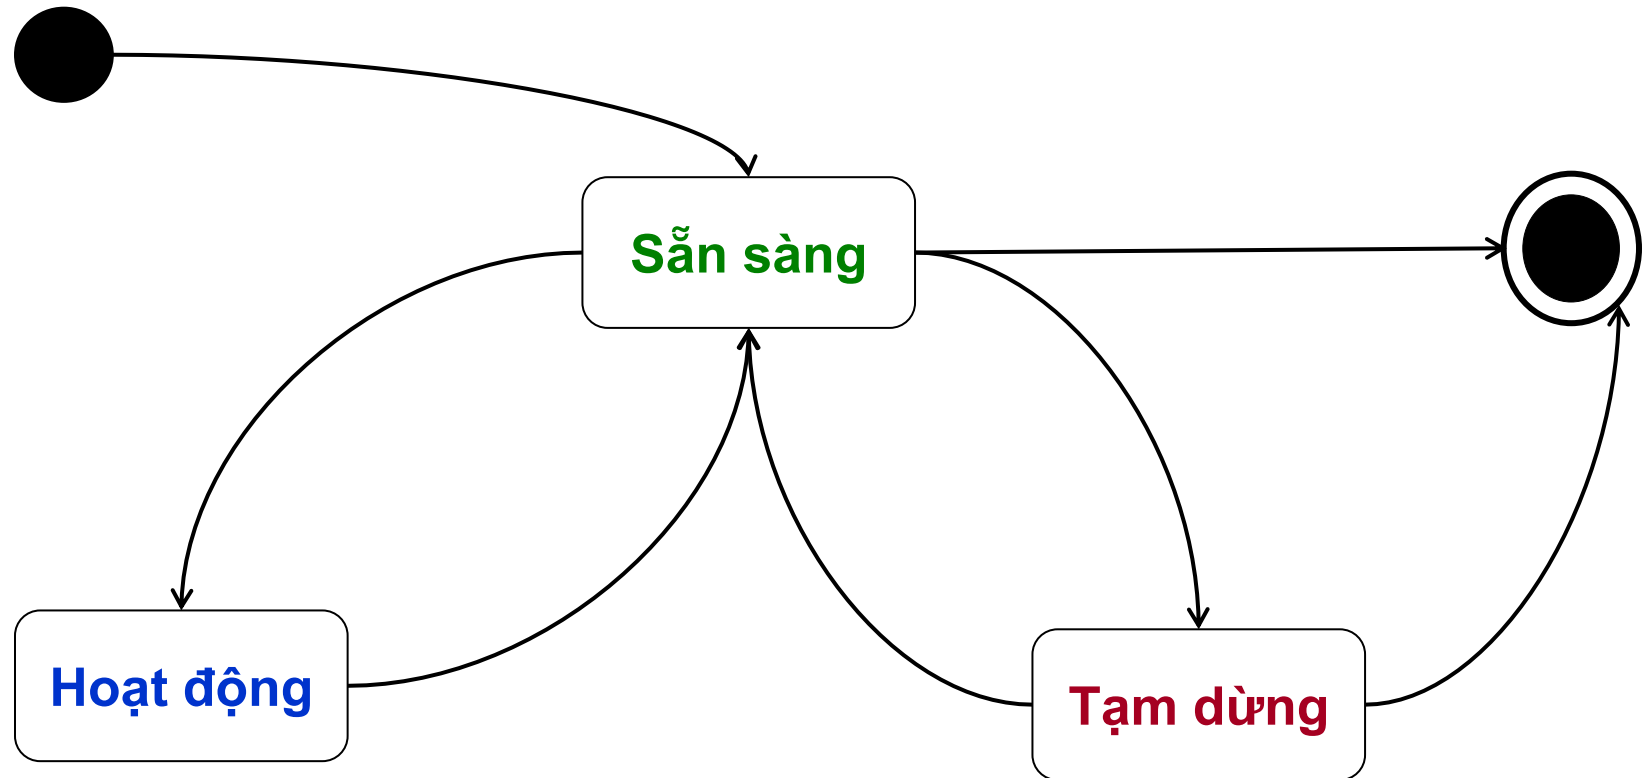 Sẵn sàng
Hoạt động
Tạm dừng